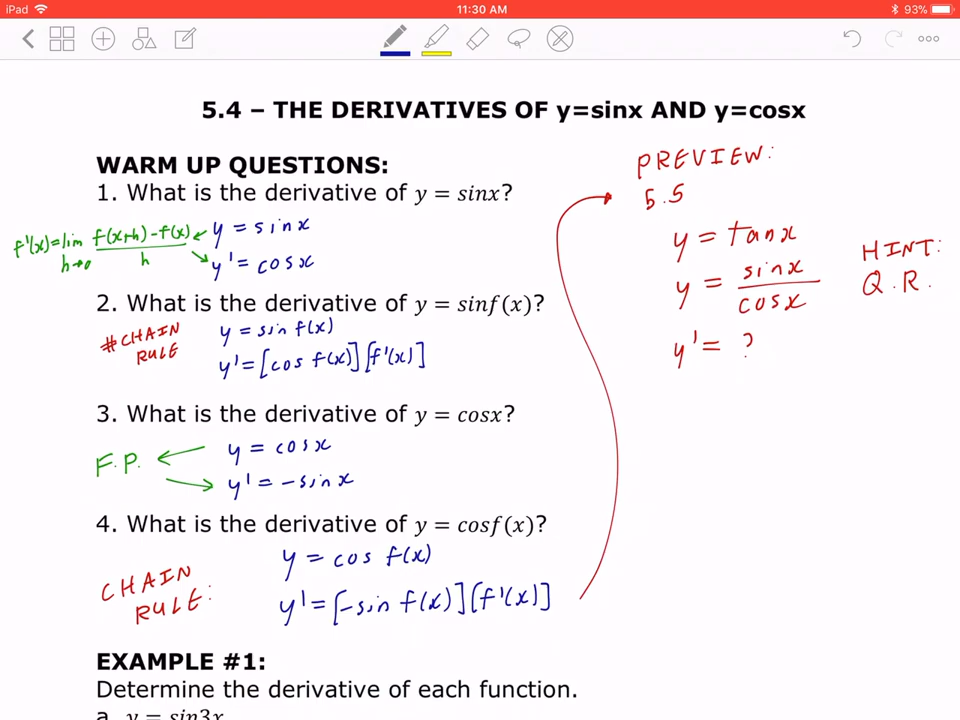 iPad 11:30 AM 93%
5.4 – THE DERIVATIVES OF y=sinx AND y=cosx
WARM UP QUESTIONS:
1. What is the derivative of y = sinx?
f'(x)=lim h→0 f(x+h)-f(x) / h
y = sinx
y' = cosx
2. What is the derivative of y = sinf(x)?
#CHAIN
RULE
y = sin f(x)
y' = [cos f(x)][f'(x)]
3. What is the derivative of y = cosx?
F.P.
y = cosx
y' = -sinx
4. What is the derivative of y = cosf(x)?
CHAIN
RULE:
y = cos f(x)
y' = [-sin f(x)][f'(x)]
PREVIEW:
5.5
y = tanx
y = sinx / cosx
y' = ?
HINT:
Q.R.
EXAMPLE #1:
Determine the derivative of each function.
a. y = sin3x